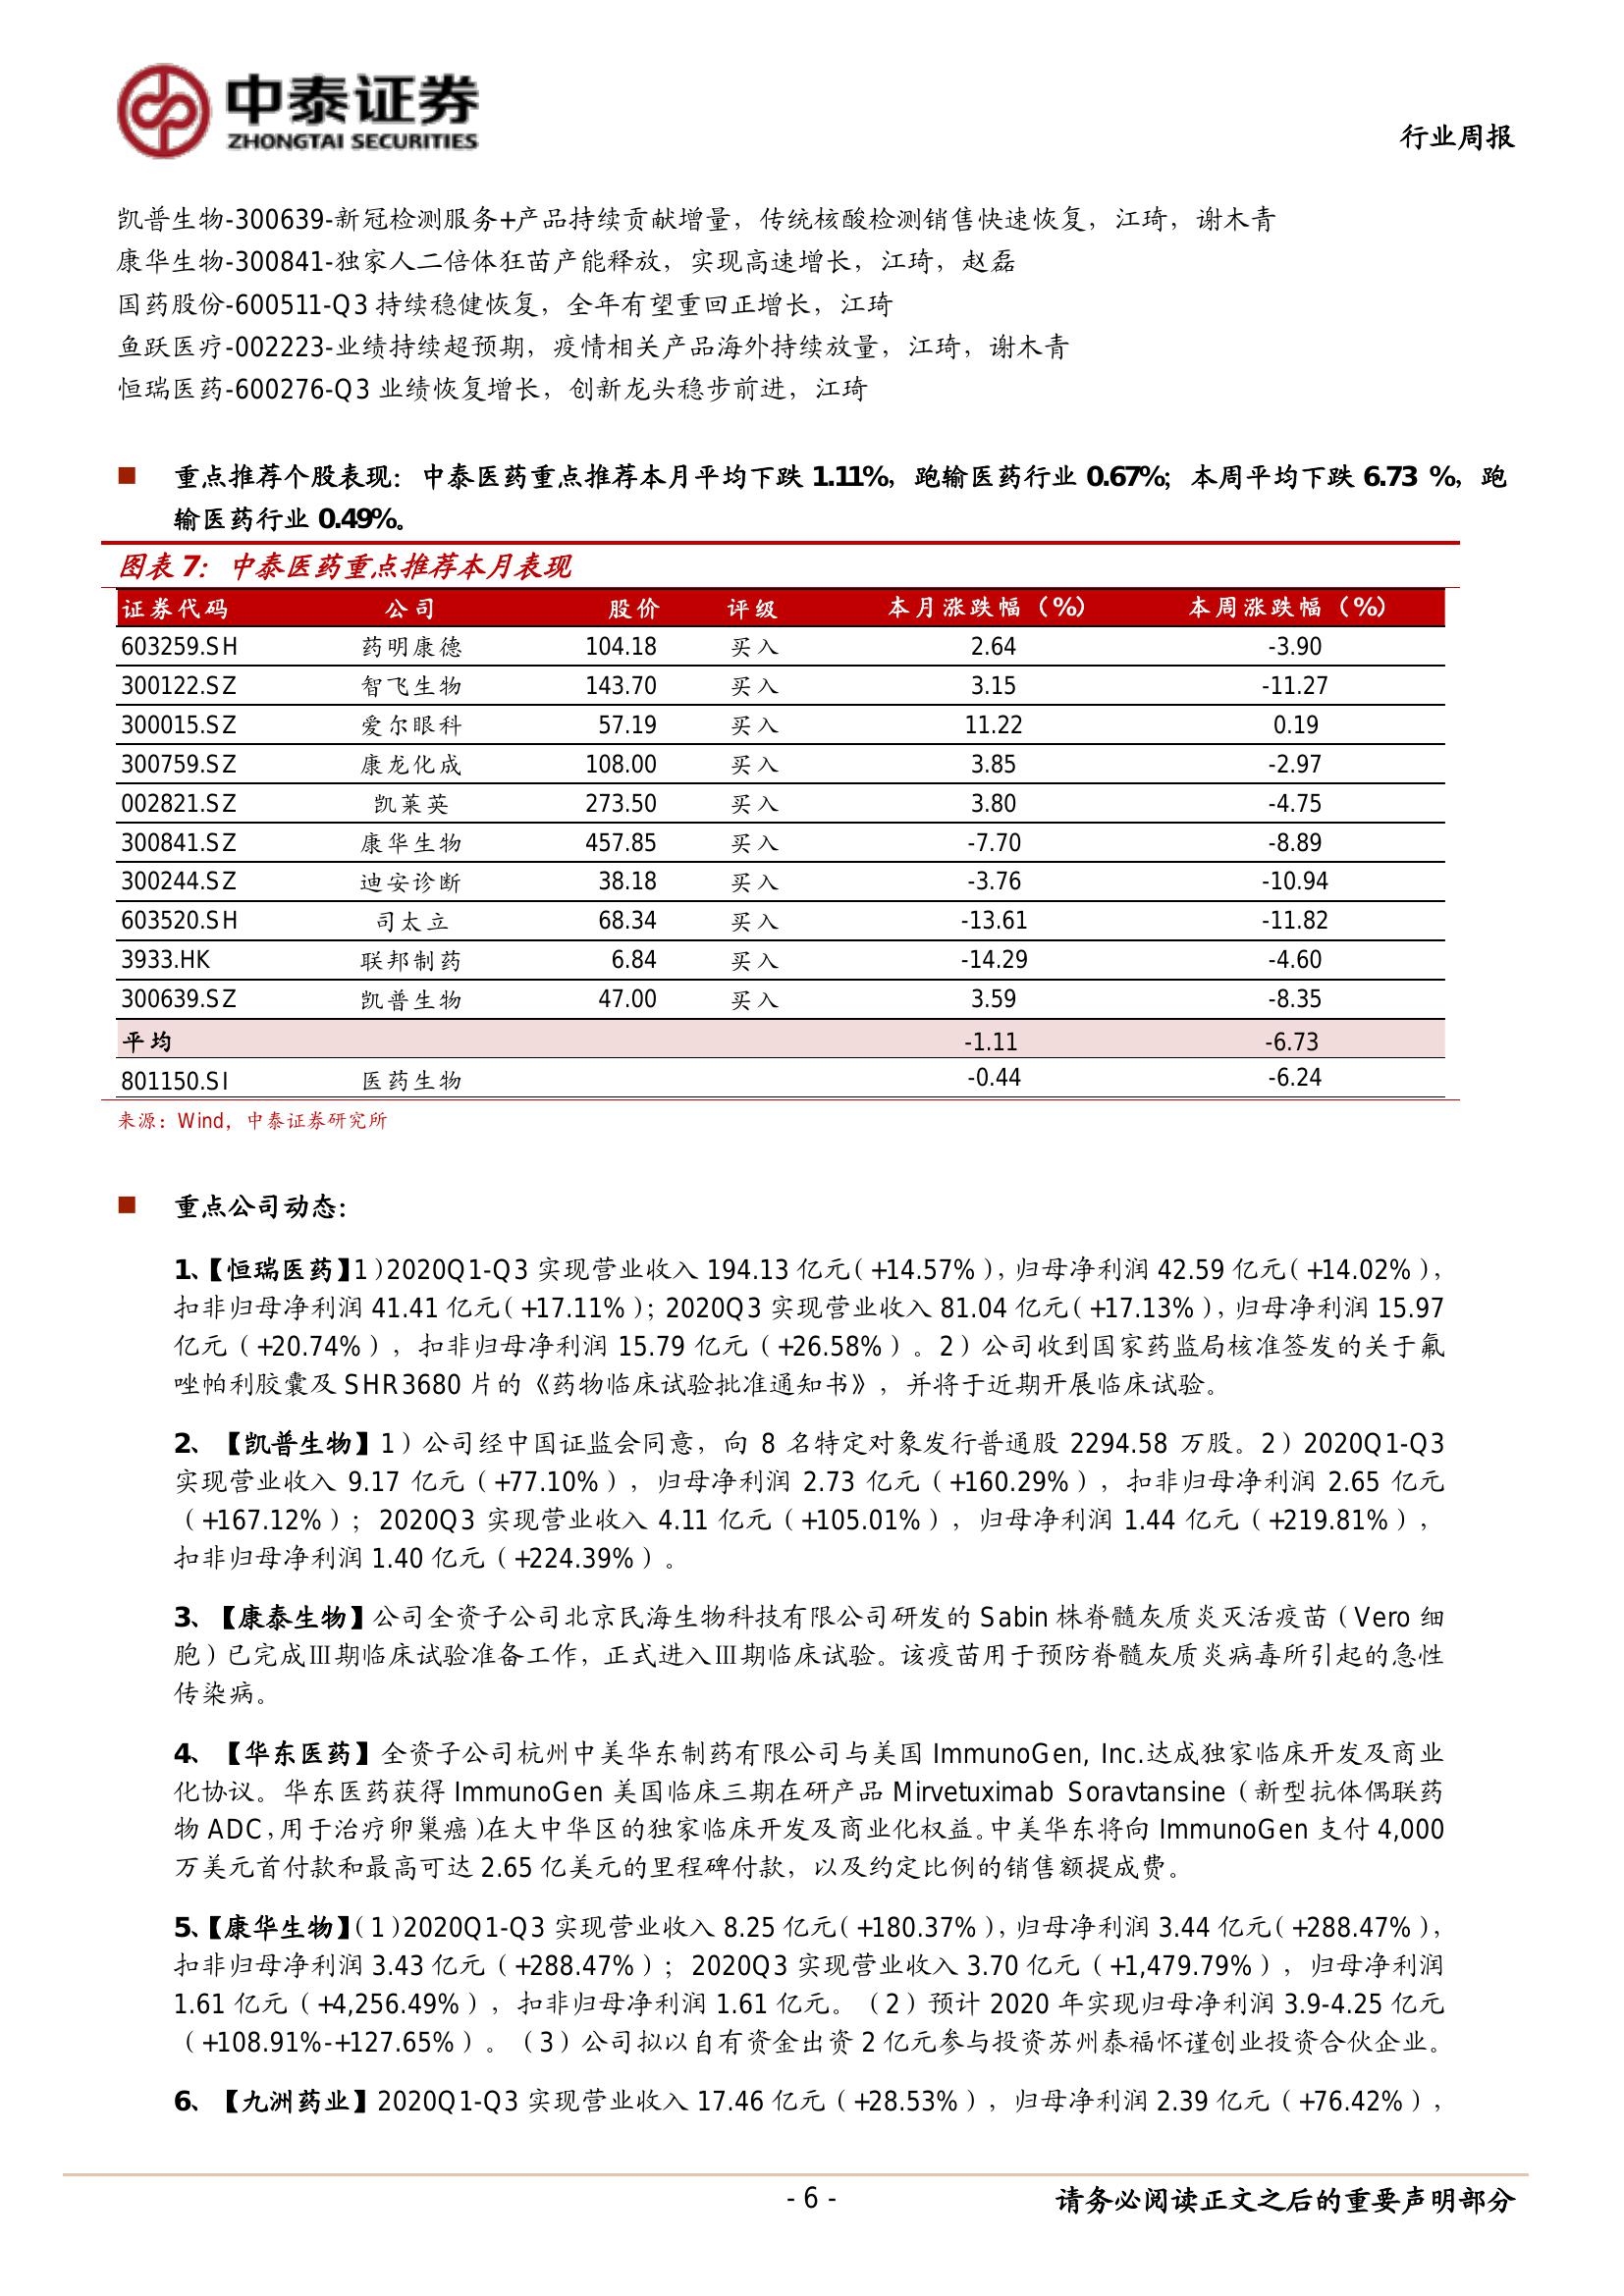 中泰证券
ZHONGTAI SECURITIES
行业周报
凯普生物-300639-新冠检测服务+产品持续贡献增量，传统核酸检测销售快速恢复，江琦，谢木青
康华生物-300841-独家人二倍体狂苗产能释放，实现高速增长，江琦，赵磊
国药股份-600511-Q3 持续稳健恢复，全年有望重回正增长，江琦
鱼跃医疗-002223-业绩持续超预期，疫情相关产品海外持续放量，江琦，谢木青
恒瑞医药-600276-Q3 业绩恢复增长，创新龙头稳步前进，江琦
■ 重点推荐个股表现：中泰医药重点推荐本月平均下跌 1.11%，跑输医药行业 0.67%；本周平均下跌 6.73 %，跑
输医药行业 0.49%。
图表 7：中泰医药重点推荐本月表现
证券代码 公司 股价 评级 本月涨跌幅（%） 本周涨跌幅（%）
603259.SH 药明康德 104.18 买入 2.64 -3.90
300122.SZ 智飞生物 143.70 买入 3.15 -11.27
300015.SZ 爱尔眼科 57.19 买入 11.22 0.19
300759.SZ 康龙化成 108.00 买入 3.85 -2.97
002821.SZ 凯莱英 273.50 买入 3.80 -4.75
300841.SZ 康华生物 457.85 买入 -7.70 -8.89
300244.SZ 迪安诊断 38.18 买入 -3.76 -10.94
603520.SH 司太立 68.34 买入 -13.61 -11.82
3933.HK 联邦制药 6.84 买入 -14.29 -4.60
300639.SZ 凯普生物 47.00 买入 3.59 -8.35
平均 -1.11 -6.73
801150.SI 医药生物 -0.44 -6.24
来源：Wind，中泰证券研究所
■ 重点公司动态：
1、【恒瑞医药】1）2020Q1-Q3 实现营业收入 194.13 亿元（+14.57%），归母净利润 42.59 亿元（+14.02%），
扣非归母净利润 41.41 亿元（+17.11%）；2020Q3 实现营业收入 81.04 亿元（+17.13%），归母净利润 15.97
亿元（+20.74%），扣非归母净利润 15.79 亿元（+26.58%）。2）公司收到国家药监局核准签发的关于氟
唑帕利胶囊及 SHR3680 片的《药物临床试验批准通知书》，并将于近期开展临床试验。
2、【凯普生物】1）公司经中国证监会同意，向 8 名特定对象发行普通股 2294.58 万股。2）2020Q1-Q3
实现营业收入 9.17 亿元（+77.10%），归母净利润 2.73 亿元（+160.29%），扣非归母净利润 2.65 亿元
（+167.12%）；2020Q3 实现营业收入 4.11 亿元（+105.01%），归母净利润 1.44 亿元（+219.81%），
扣非归母净利润 1.40 亿元（+224.39%）。
3、【康泰生物】公司全资子公司北京民海生物科技有限公司研发的 Sabin 株脊髓灰质炎灭活疫苗（Vero 细
胞）已完成Ⅲ期临床试验准备工作，正式进入Ⅲ期临床试验。该疫苗用于预防脊髓灰质炎病毒所引起的急性
传染病。
4、【华东医药】全资子公司杭州中美华东制药有限公司与美国 ImmunoGen, Inc.达成独家临床开发及商业
化协议。华东医药获得 ImmunoGen 美国临床三期在研产品 Mirvetuximab Soravtansine（新型抗体偶联药
物 ADC，用于治疗卵巢癌）在大中华区的独家临床开发及商业化权益。中美华东将向 ImmunoGen 支付 4,000
万美元首付款和最高可达 2.65 亿美元的里程碑付款，以及约定比例的销售额提成费。
5、【康华生物】（1）2020Q1-Q3 实现营业收入 8.25 亿元（+180.37%），归母净利润 3.44 亿元（+288.47%），
扣非归母净利润 3.43 亿元（+288.47%）；2020Q3 实现营业收入 3.70 亿元（+1,479.79%），归母净利润
1.61 亿元（+4,256.49%），扣非归母净利润 1.61 亿元。（2）预计 2020 年实现归母净利润 3.9-4.25 亿元
（+108.91%-+127.65%）。（3）公司拟以自有资金出资 2 亿元参与投资苏州泰福怀谨创业投资合伙企业。
6、【九洲药业】2020Q1-Q3 实现营业收入 17.46 亿元（+28.53%），归母净利润 2.39 亿元（+76.42%），
- 6 -
请务必阅读正文之后的重要声明部分